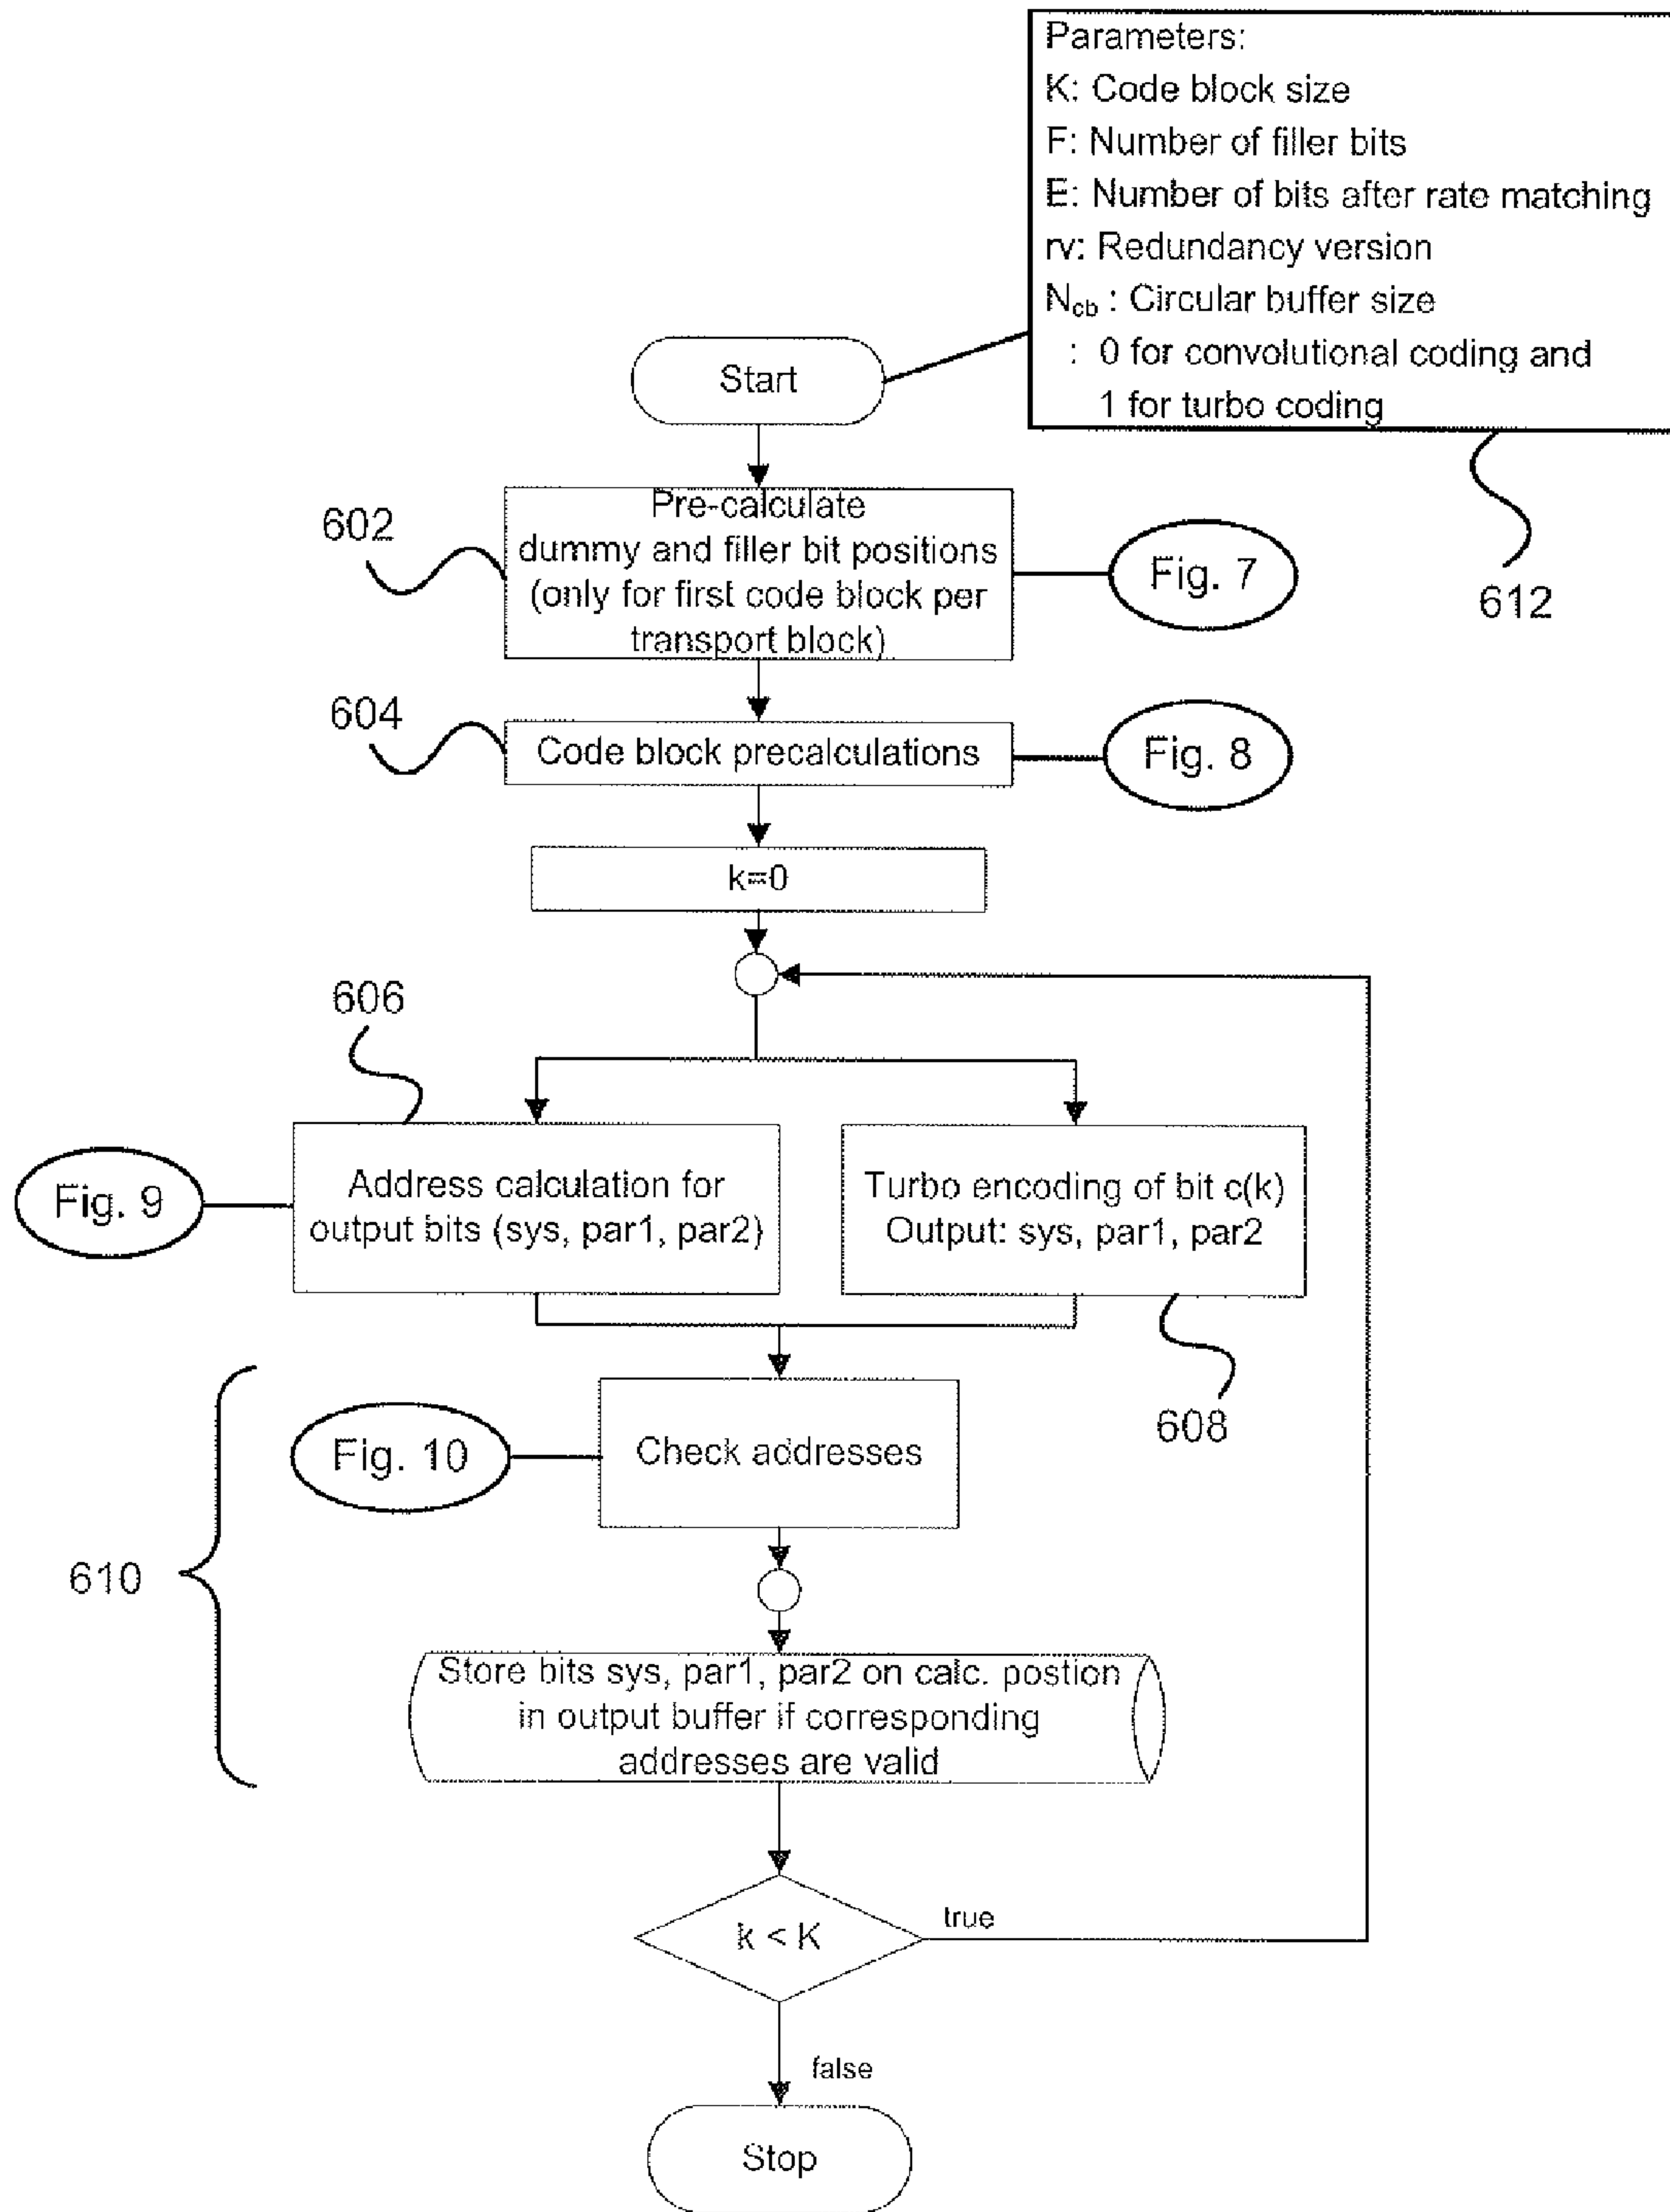 Parameters:
K: Code block size
F: Number of filler bits
E: Number of bits after rate matching
rv: Redundancy version
Ncb : Circular buffer size
: 0 for convolutional coding and
1 for turbo coding
Start
612
602
Pre-calculate
dummy and filler bit positions
(only for first code block per
transport block)
Fig. 7
604
Code block precalculations
Fig. 8
k=0
606
Fig. 9
Address calculation for
output bits (sys, par1, par2)
Turbo encoding of bit c(k)
Output: sys, par1, par2
608
610
Fig. 10
Check addresses
Store bits sys, par1, par2 on calc. postion
in output buffer if corresponding
addresses are valid
k < K
true
false
Stop